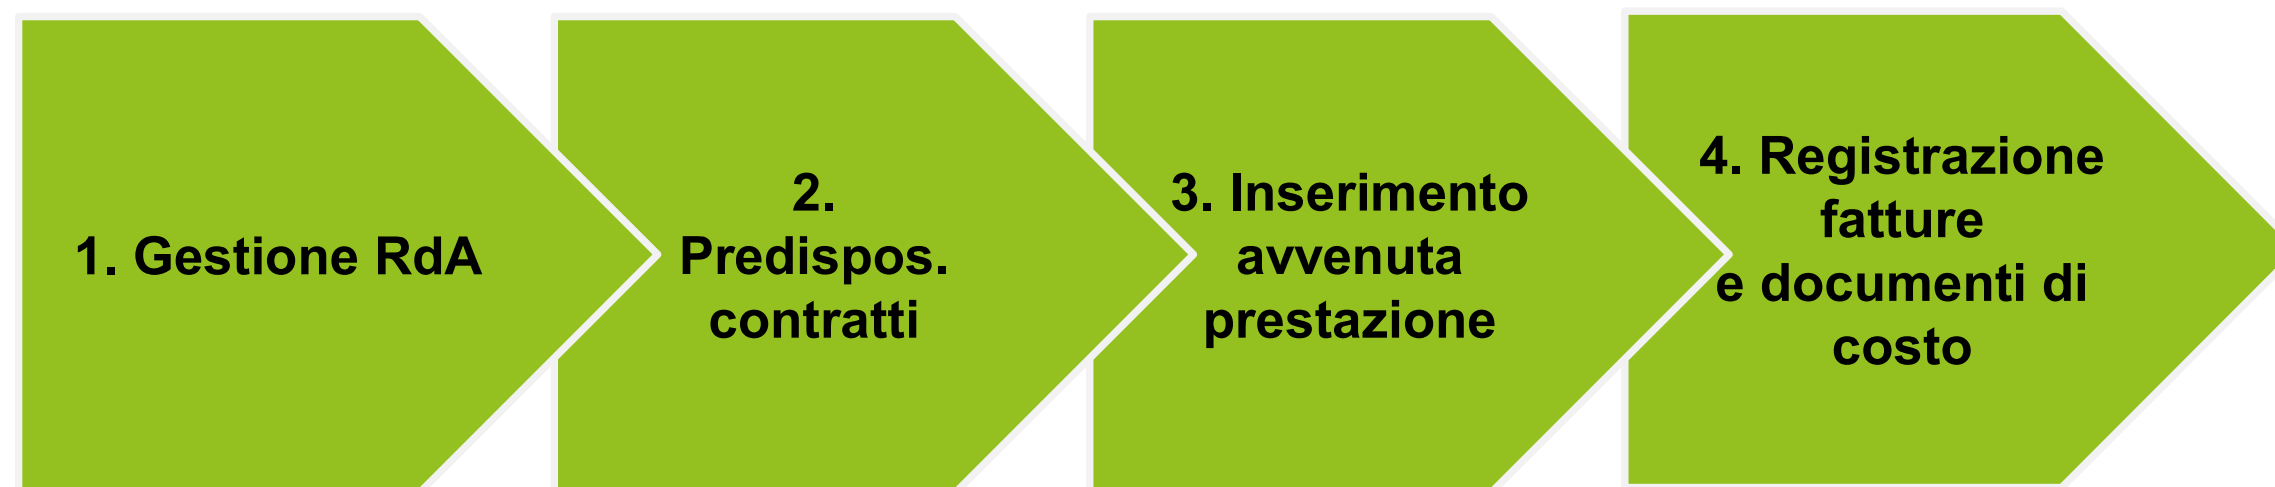 1. Gestione RdA
2.
Predispos.
contratti
3. Inserimento
avvenuta
prestazione
4. Registrazione
fatture
e documenti di
costo